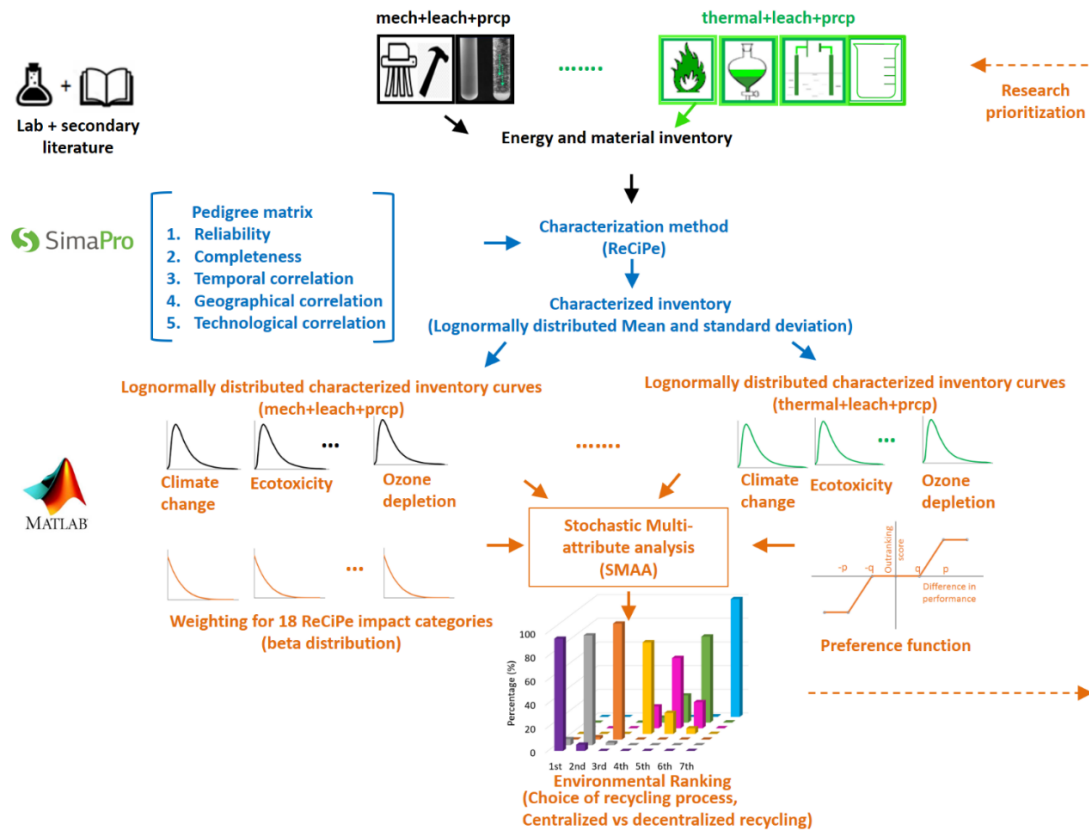 mech+leach+prcp
thermal+leach+prcp
Research
prioritization
+
Lab + secondary
literature
Energy and material inventory
SimaPro
Pedigree matrix
1. Reliability
2. Completeness
3. Temporal correlation
4. Geographical correlation
5. Technological correlation
Characterization method
(ReCiPe)
Characterized inventory
(Lognormally distributed Mean and standard deviation)
Lognormally distributed characterized inventory curves
(mech+leach+prcp)
Climate
change
Ecotoxicity
Ozone
depletion
Lognormally distributed characterized inventory curves
(thermal+leach+prcp)
Climate
change
Ecotoxicity
Ozone
depletion
MATLAB
Stochastic Multi-
attribute analysis
(SMAA)
Weighting for 18 ReCiPe impact categories
(beta distribution)
Outranking
score
-p -q q p
Difference in
performance
Preference function
Percentage (%)
100
80
60
40
20
0
1st 2nd 3rd 4th 5th 6th 7th
Environmental Ranking
(Choice of recycling process,
Centralized vs decentralized recycling)